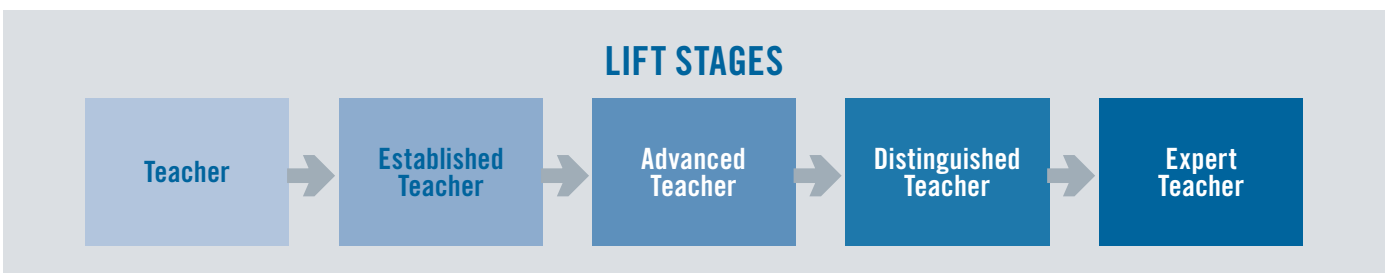 LIFT STAGES
Teacher
Established
Teacher
Advanced
Teacher
Distinguished
Teacher
Expert
Teacher